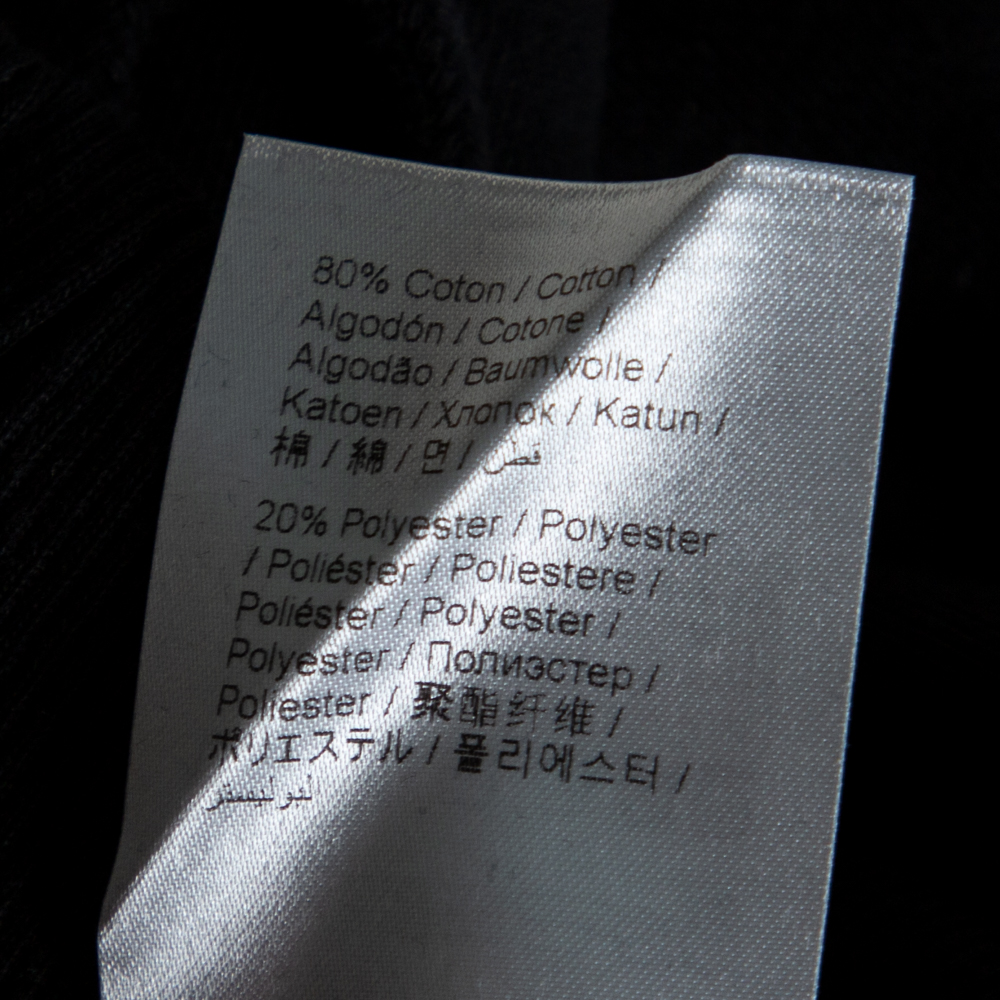 80% Coton / Cotton /
Algodón / Cotone /
Algodão / Baumwolle /
Katoen / Хлопок / Katun /
棉 / 綿 / 면 / قطن
20% Polyester / Polyester
/ Poliéster / Poliestere /
Poliéster / Polyester /
Polyester / Полиэстер /
Poliester / 聚酯纤维 /
ポリエステル / 폴리에스터 /